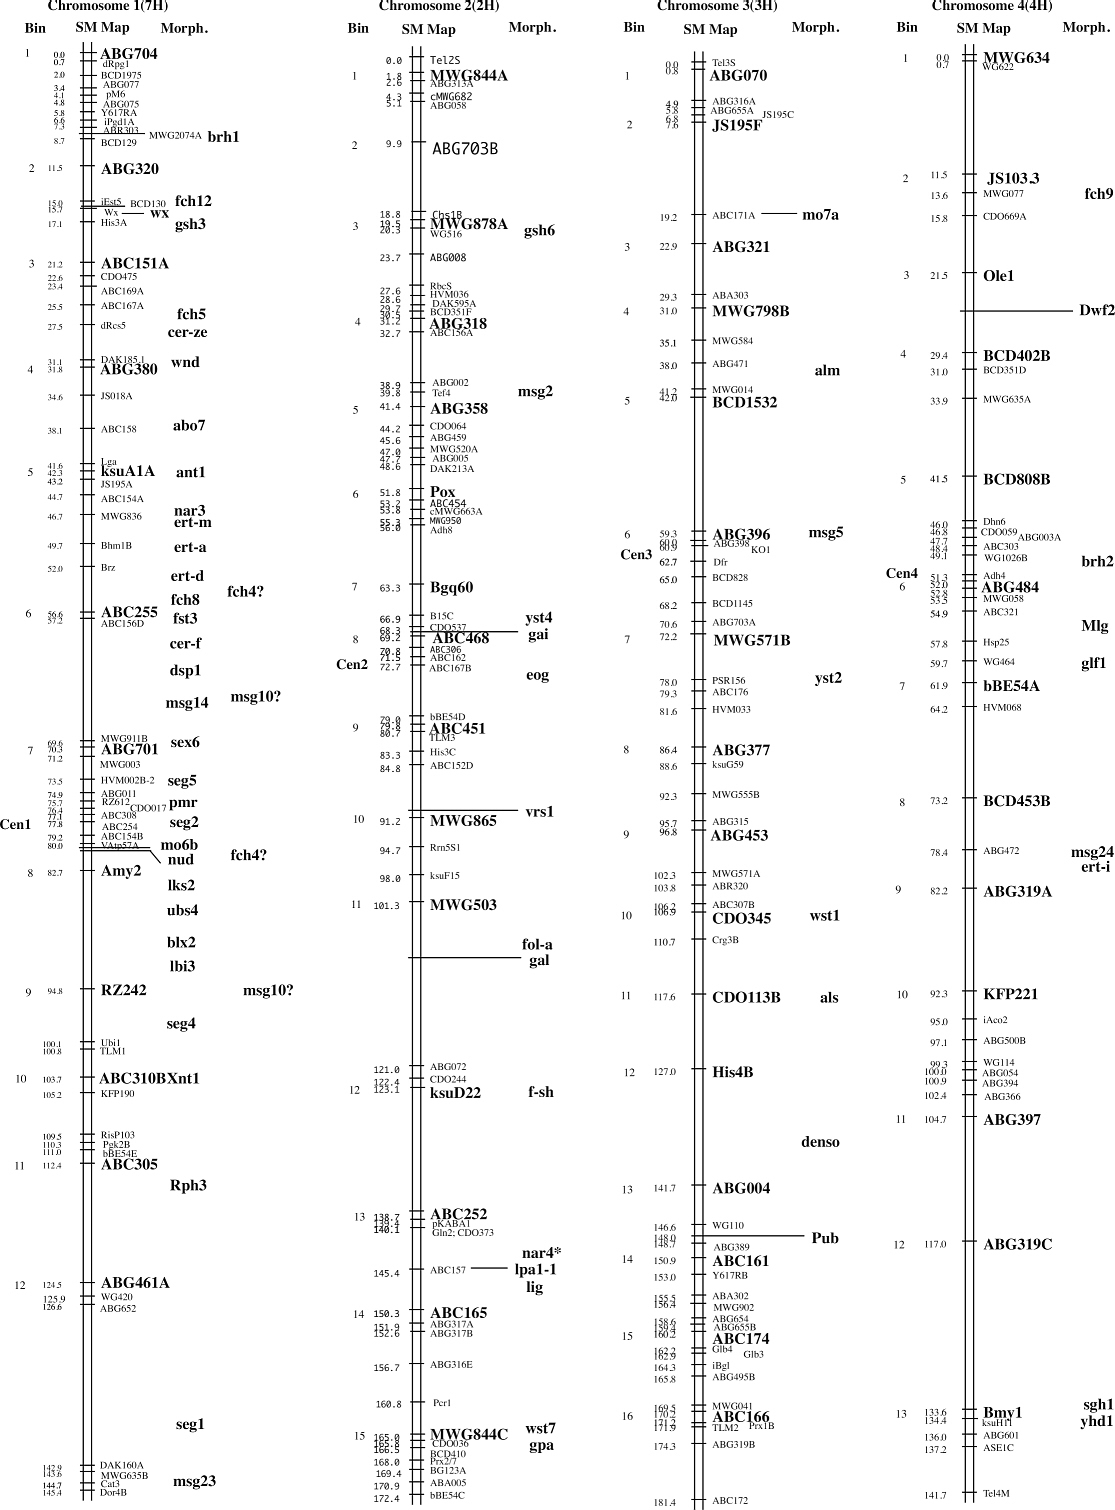 Chromosome 1(7H)
Bin SM Map Morph.
1 0.0 ABG704
0.7 dRpg1
2.0 BCD1975
3.4 ABG077
4.1 pM6
4.8 ABG075
5.8 Y617RA
6.6 iPgd1A
7.3 ABR303
MWG2074A brh1
8.7 BCD129
2 11.5 ABG320
15.0 iEst5 BCD130 fch12
15.7 Wx wx
17.1 His3A gsh3
3 21.2 ABC151A
22.6 CDO475
23.4 ABC169A
25.5 ABC167A
fch5
27.5 dRcs5
cer-ze
31.1 DAK185.1 wnd
4 31.8 ABG380
34.6 JS018A
38.1 ABC158 abo7
41.6 Lga
5 42.3 ksuA1A ant1
43.2 JS195A
44.7 ABC154A
nar3
46.7 MWG836
ert-m
49.7 Bhm1B ert-a
52.0 Brz
ert-d
fch4?
fch8
6 56.6 ABC255
57.2 ABC156D fst3
cer-f
dsp1
msg14 msg10?
69.6 MWG911B sex6
7 70.3 ABG701
71.2 MWG003
73.5 HVM002B-2 seg5
74.9 ABG011
75.7 RZ612 pmr
76.4 CDO017
77.1 ABC308
Cen1 77.8 ABC254 seg2
79.2 ABC154B
80.0 VAtp57A mo6b
nud fch4?
8 82.7 Amy2
lks2
ubs4
blx2
lbi3
9 94.8 RZ242 msg10?
seg4
100.1 Ubi1
100.8 TLM1
10 103.7 ABC310BXnt1
105.2 KFP190
109.5 RisP103
110.3 Pgk2B
111.0 bBE54E
11 112.4 ABC305
Rph3
12 124.5 ABG461A
125.9 WG420
126.6 ABG652
seg1
142.9 DAK160A
143.6 MWG635B
144.7 Cat3 msg23
145.4 Dor4B
Chromosome 2(2H)
Bin SM Map Morph.
0.0 Tel2S
1 1.8 MWG844A
2.6 ABG313A
4.3 cMWG682
5.1 ABG058
2 9.9 ABG703B
18.8 Chs1B
3 19.5 MWG878A
20.3 WG516 gsh6
23.7 ABG008
27.6 RbcS
28.6 HVM036
29.7 DAK595A
30.5 BCD351F
4 31.2 ABG318
32.7 ABC156A
38.9 ABG002
39.8 Tef4 msg2
5 41.4 ABG358
44.2 CDO064
45.6 ABG459
47.0 MWG520A
47.7 ABG005
48.6 DAK213A
6 51.8 Pox
53.2 ABC454
53.8 cMWG663A
55.3 MWG950
56.0 Adh8
7 63.3 Bgq60
66.9 B15C yst4
68.3 CDO537
gai
8 69.2 ABC468
70.8 ABC306
71.5 ABC162
Cen2 72.7 ABC167B
eog
79.0 bBE54D
9 79.8 ABC451
80.7 TLM3
83.3 His3C
84.8 ABC152D
vrs1
10 91.2 MWG865
94.7 Rrn5S1
98.0 ksuF15
11 101.3 MWG503
fol-a
gal
121.0 ABG072
122.4 CDO244
12 123.1 ksuD22 f-sh
13 138.7 ABC252
139.4 pKABA1
140.1 Gln2; CDO373
nar4*
145.4 ABC157 lpa1-1
lig
14 150.3 ABC165
151.9 ABG317A
152.6 ABG317B
156.7 ABG316E
160.8 Pcr1
wst7
15 165.0 MWG844C
165.8 CDO036 gpa
166.5 BCD410
168.0 Prx2/7
169.4 BG123A
170.9 ABA005
172.4 bBE54C
Chromosome 3(3H)
Bin SM Map Morph.
0.0 Tel3S
1 0.8 ABG070
4.9 ABG316A
5.8 ABG655A
6.8 JS195C
2 7.6 JS195F
19.2 ABC171A mo7a
3 22.9 ABG321
29.3 ABA303
4 31.0 MWG798B
35.1 MWG584
38.0 ABG471 alm
41.2 MWG014
5 42.0 BCD1532
6 59.3 ABG396 msg5
60.0 ABG398
60.9 KO1
Cen3
62.7 Dfr
65.0 BCD828
68.2 BCD1145
70.6 ABG703A
7 72.2 MWG571B
78.0 PSR156 yst2
79.3 ABC176
81.6 HVM033
8 86.4 ABG377
88.6 ksuG59
92.3 MWG555B
95.7 ABG315
9 96.8 ABG453
102.3 MWG571A
103.8 ABR320
106.2 ABC307B
10 106.9 CDO345 wst1
110.7 Crg3B
11 117.6 CDO113B als
12 127.0 His4B
denso
13 141.7 ABG004
146.6 WG110
148.0 Pub
148.7 ABG389
14 150.9 ABC161
153.0 Y617RB
155.5 ABA302
156.4 MWG902
158.6 ABG654
159.4 ABG655B
15 160.2 ABC174
162.2 Glb4
162.9 Glb3
164.3 iBgl
165.8 ABG495B
169.5 MWG041
16 170.2 ABC166
171.2 Prx1B
171.9 TLM2
174.3 ABG319B
181.4 ABC172
Chromosome 4(4H)
Bin SM Map Morph.
1 0.0 MWG634
0.7 WG622
2 11.5 JS103.3
13.6 MWG077 fch9
15.8 CDO669A
3 21.5 Ole1
Dwf2
4 29.4 BCD402B
31.0 BCD351D
33.9 MWG635A
5 41.5 BCD808B
46.0 Dhn6
46.8 CDO059
47.7 ABG003A
48.4 ABC303
49.1 WG1026B brh2
Cen4 51.3 Adh4
6 52.0 ABG484
52.8
53.5 MWG058
54.9 ABC321
Mlg
57.8 Hsp25
59.7 WG464 glf1
7 61.9 bBE54A
64.2 HVM068
8 73.2 BCD453B
78.4 ABG472 msg24
ert-i
9 82.2 ABG319A
10 92.3 KFP221
95.0 iAco2
97.1 ABG500B
99.3 WG114
100.0 ABG054
100.9 ABG394
102.4 ABG366
11 104.7 ABG397
12 117.0 ABG319C
sgh1
13 133.6 Bmy1
134.4 ksuH11 yhd1
136.0 ABG601
137.2 ASE1C
141.7 Tel4M